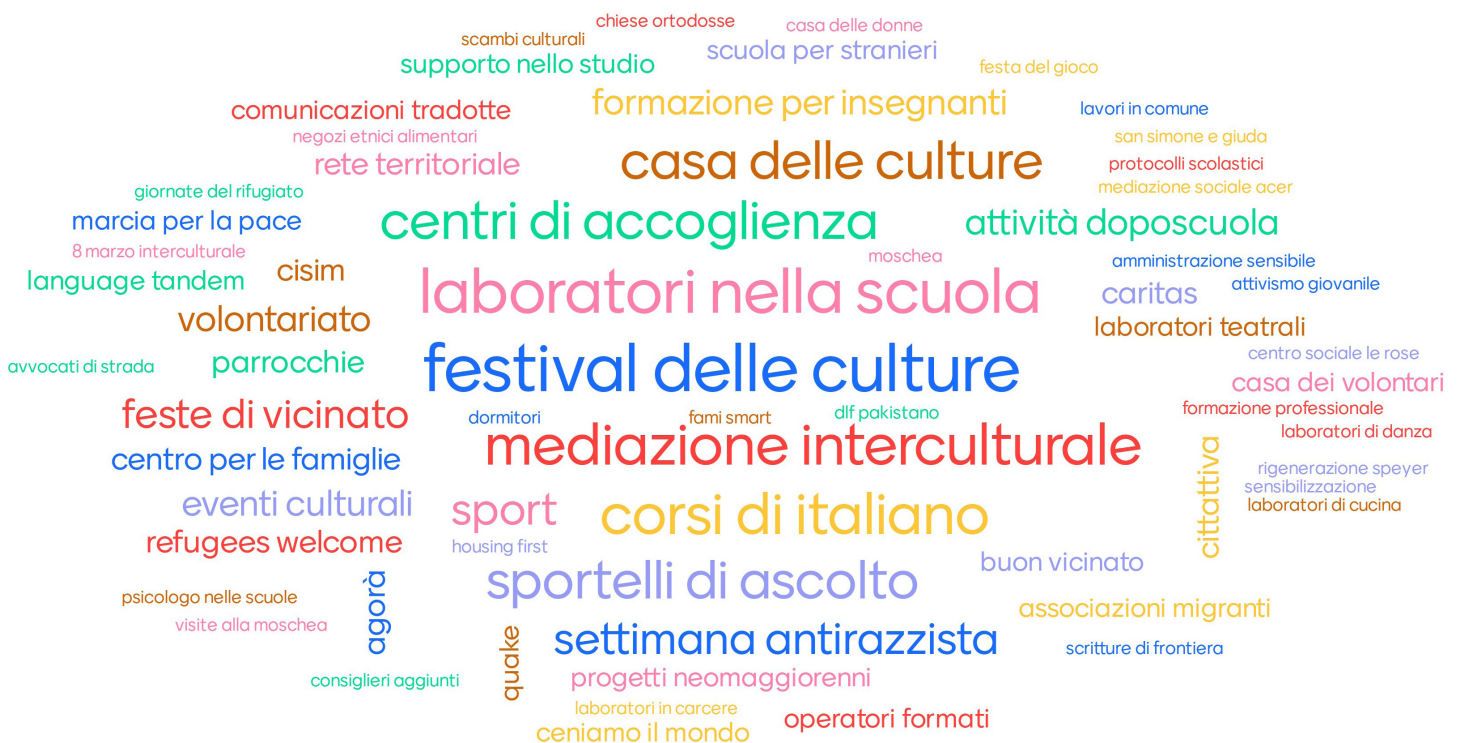 chiese ortodosse
casa delle donne
scambi culturali
scuola per stranieri
supporto nello studio
festa del gioco
comunicazioni tradotte
formazione per insegnanti
lavori in comune
negozi etnici alimentari
san simone e giuda
rete territoriale
casa delle culture
protocolli scolastici
giornate del rifugiato
mediazione sociale acer
marcia per la pace
centri di accoglienza
attività doposcuola
8 marzo interculturale
moschea
amministrazione sensibile
language tandem
cisim
laboratori nella scuola
caritas
attivismo giovanile
volontariato
laboratori teatrali
avvocati di strada
parrocchie
festival delle culture
centro sociale le rose
casa dei volontari
feste di vicinato
dormitori
fami smart
dlf pakistano
formazione professionale
laboratori di danza
centro per le famiglie
mediazione interculturale
cittattiva
rigenerazione speyer
sensibilizzazione
eventi culturali
sport
corsi di italiano
laboratori di cucina
refugees welcome
housing first
buon vicinato
psicologo nelle scuole
agorà
sportelli di ascolto
associazioni migranti
visite alla moschea
quake
settimana antirazzista
scritture di frontiera
consiglieri aggiunti
progetti neomaggiorenni
laboratori in carcere
ceniamo il mondo
operatori formati